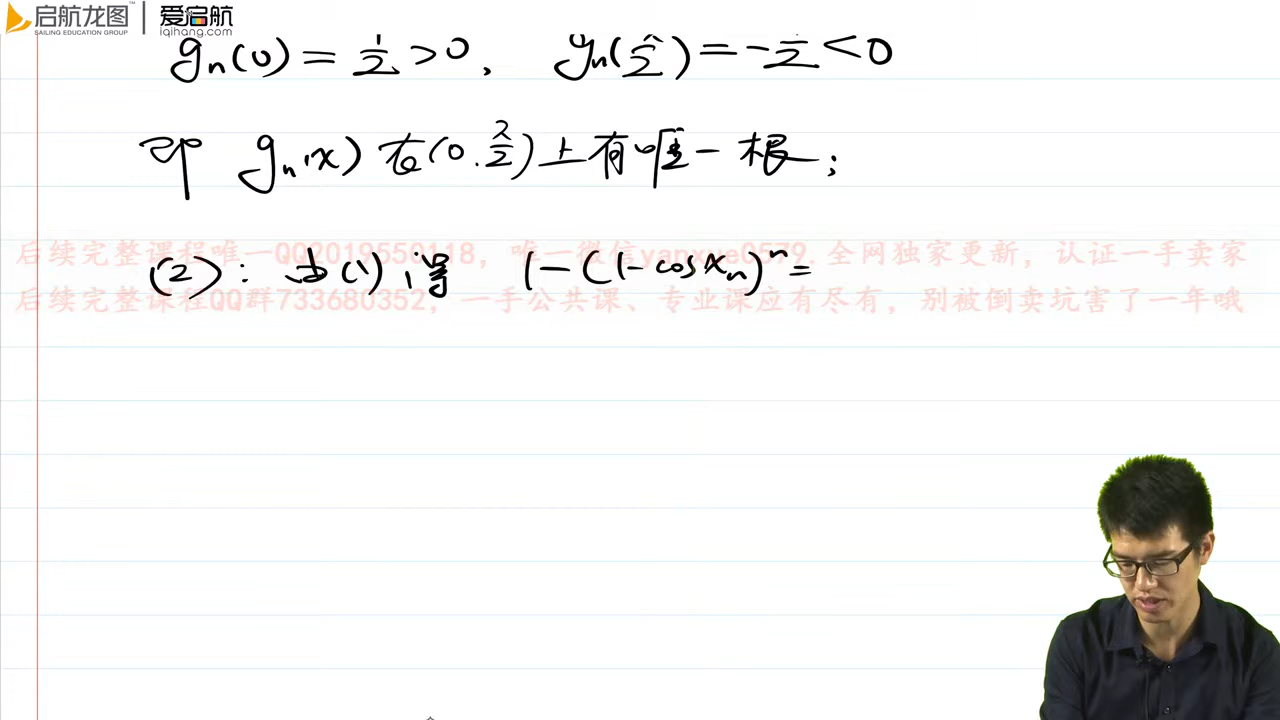 启航龙图 爱启航
SAILING EDUCATION GROUP iqihang.com
gₙ(0) = 1/2 > 0, gₙ(π/2) = -1/2 < 0
即 gₙ(x) 在(0.π/2)上有唯一根;
后续完整课程唯一QQ2019550118, 唯一微信yanxue0579.全网独家更新, 认证一手卖家
(2): 由(1)得 1-(1-cosxₙ)ⁿ=
后续完整课程QQ群733680352, 一手公共课、专业课应有尽有, 别被倒卖坑害了一年哦